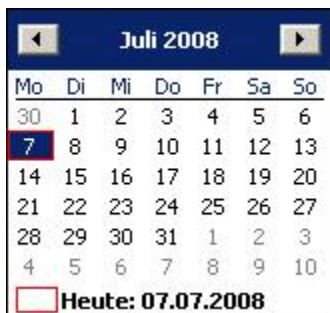 Juli 2008
Mo Di Mi Do Fr Sa So
30 1 2 3 4 5 6
7 8 9 10 11 12 13
14 15 16 17 18 19 20
21 22 23 24 25 26 27
28 29 30 31 1 2 3
4 5 6 7 8 9 10
Heute: 07.07.2008